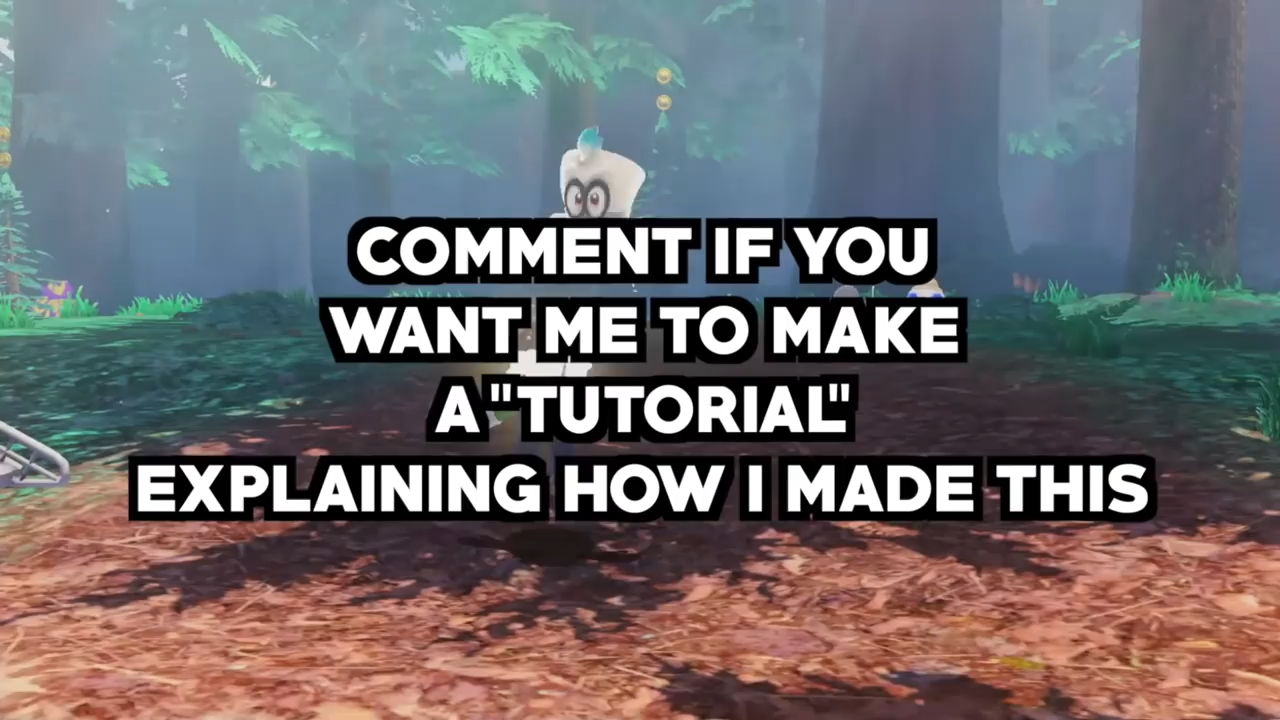 COMMENT IF YOU
WANT ME TO MAKE
A "TUTORIAL"
EXPLAINING HOW I MADE THIS